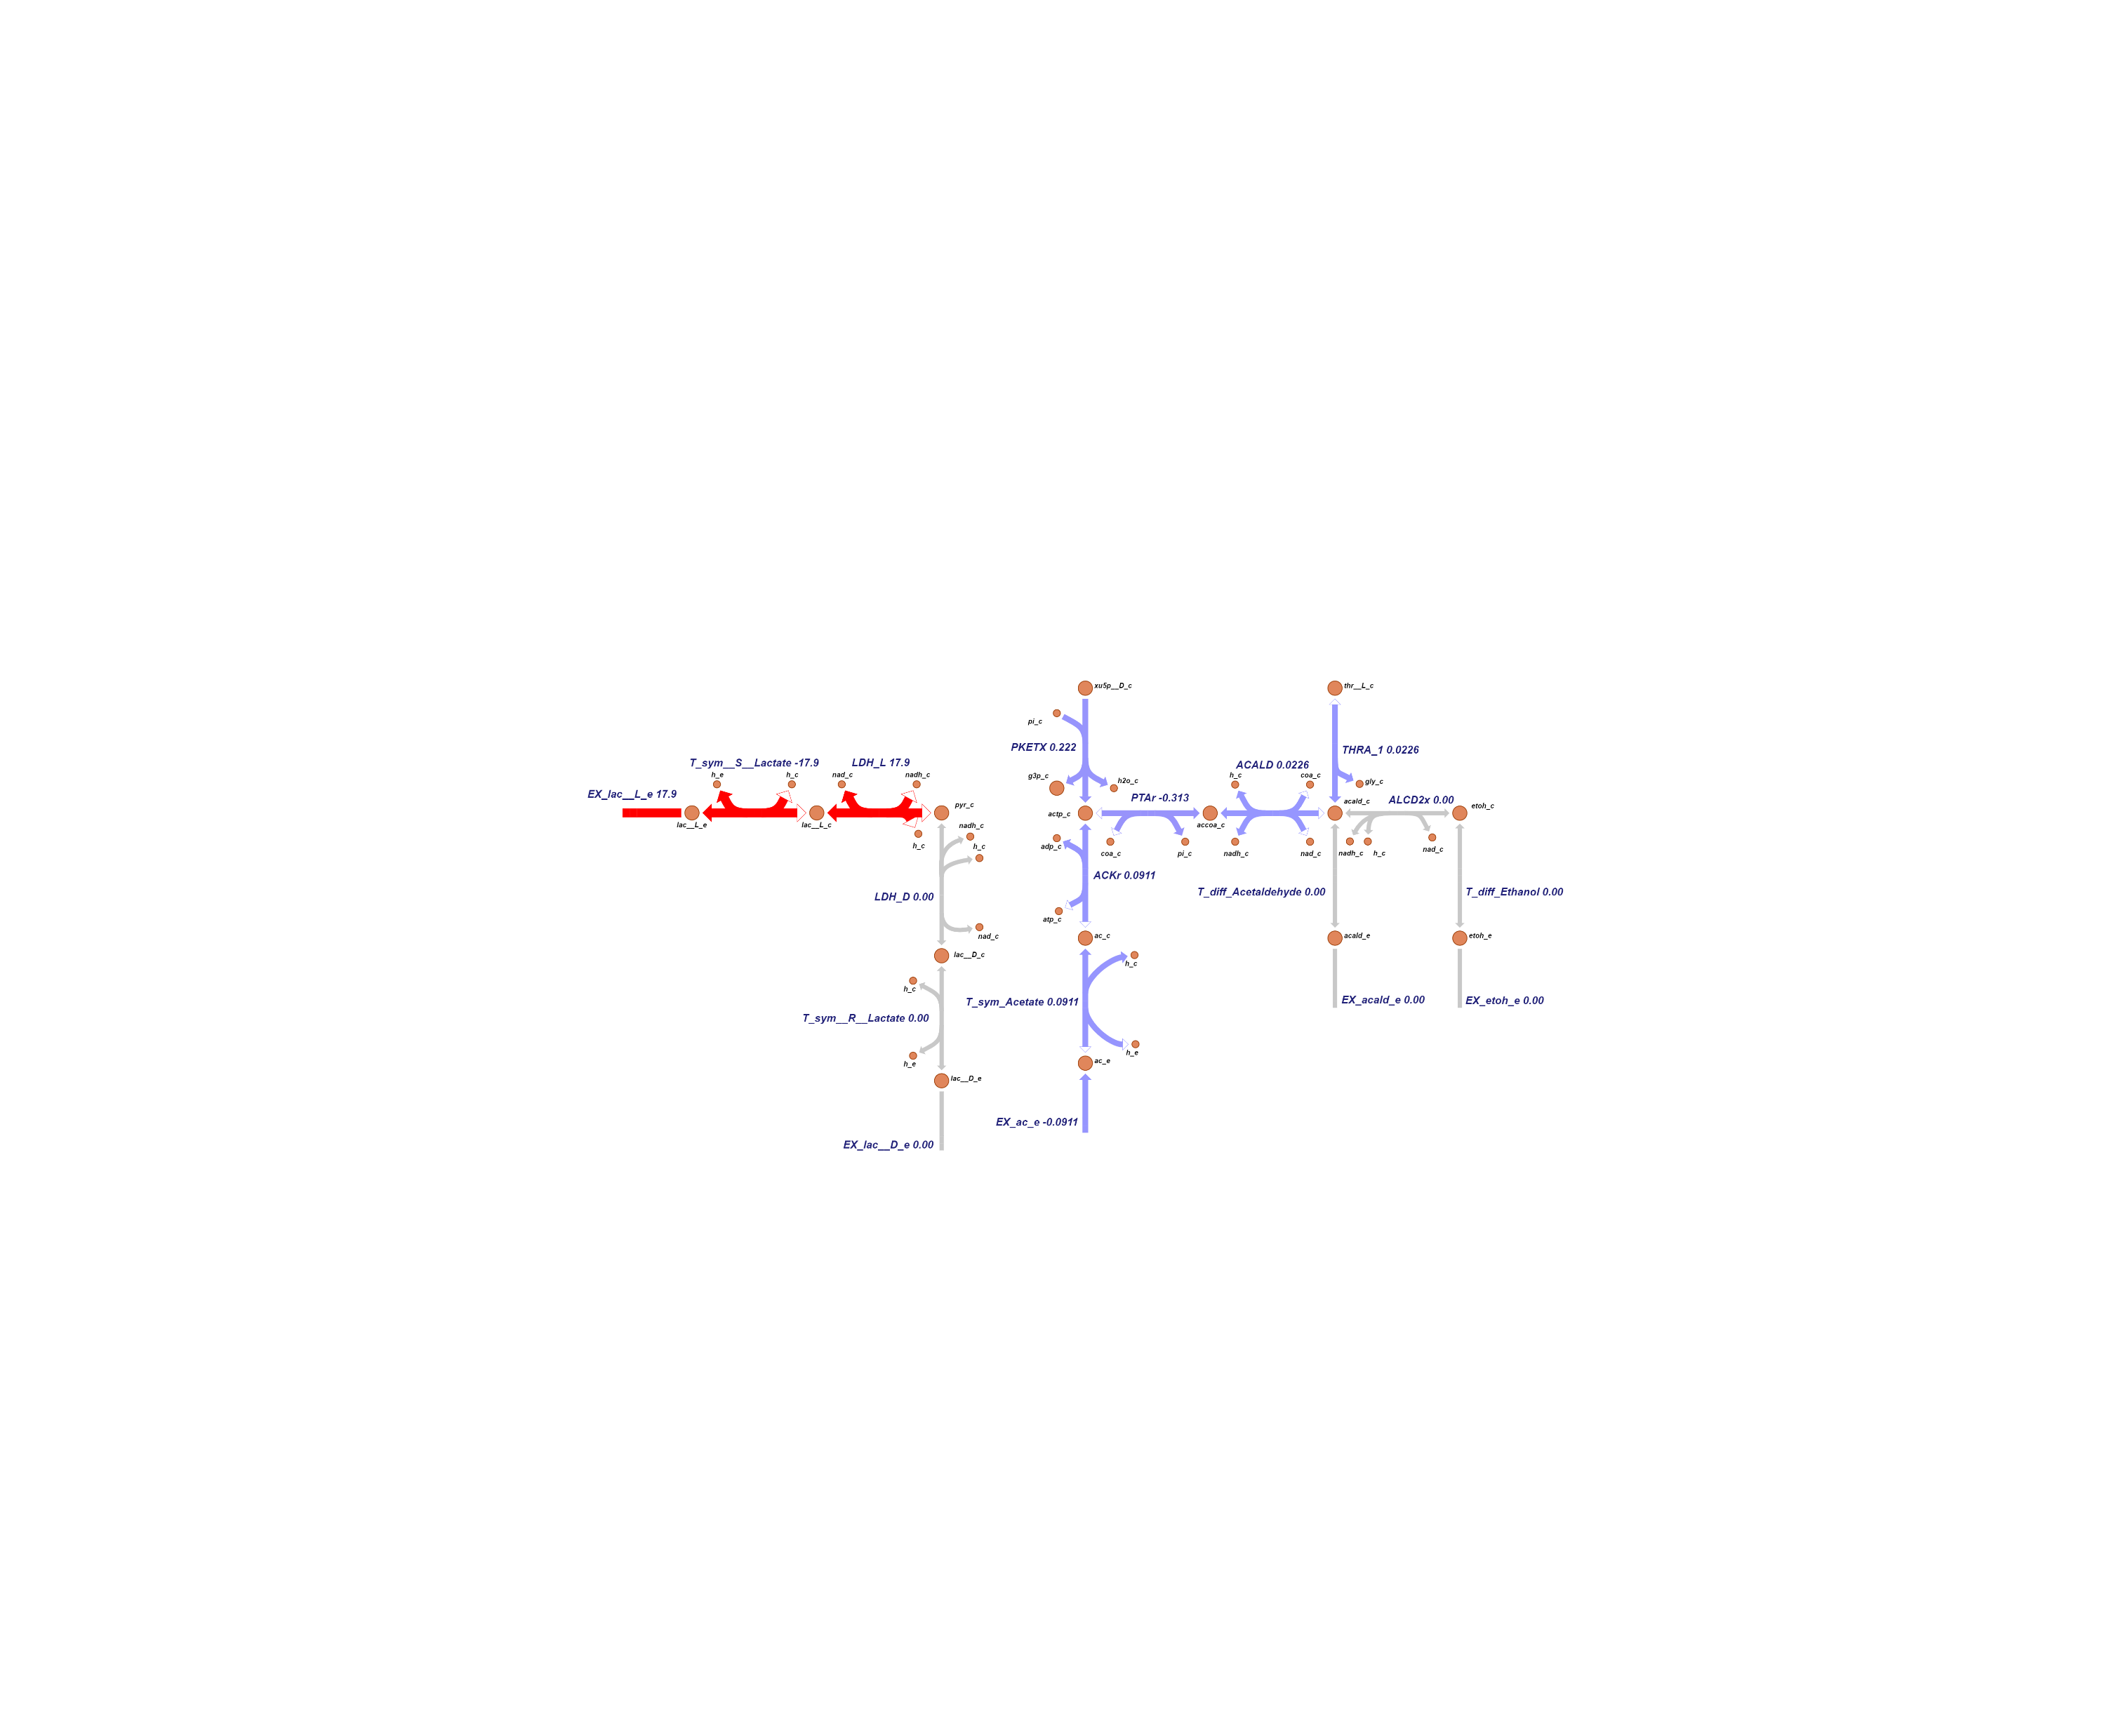 xu5p__D_c
thr__L_c
pi_c
PKETX 0.222
THRA_1 0.0226
T_sym__S__Lactate -17.9
LDH_L 17.9
ACALD 0.0226
h_e
h_c
nad_c
nadh_c
g3p_c
h2o_c
h_c
coa_c
gly_c
EX_lac__L_e 17.9
PTAr -0.313
ALCD2x 0.00
pyr_c
actp_c
acald_c
etoh_c
lac__L_e
lac__L_c
accoa_c
nadh_c
h_c
h_c
adp_c
coa_c
pi_c
nadh_c
nad_c
nadh_c
h_c
nad_c
ACKr 0.0911
LDH_D 0.00
T_diff_Acetaldehyde 0.00
T_diff_Ethanol 0.00
atp_c
nad_c
ac_c
acald_e
etoh_e
lac__D_c
h_c
h_c
T_sym_Acetate 0.0911
EX_acald_e 0.00
EX_etoh_e 0.00
T_sym__R__Lactate 0.00
h_e
h_e
ac_e
lac__D_e
EX_ac_e -0.0911
EX_lac__D_e 0.00